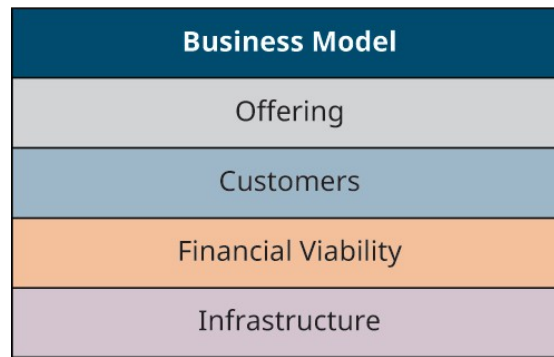 Business Model
Offering
Customers
Financial Viability
Infrastructure